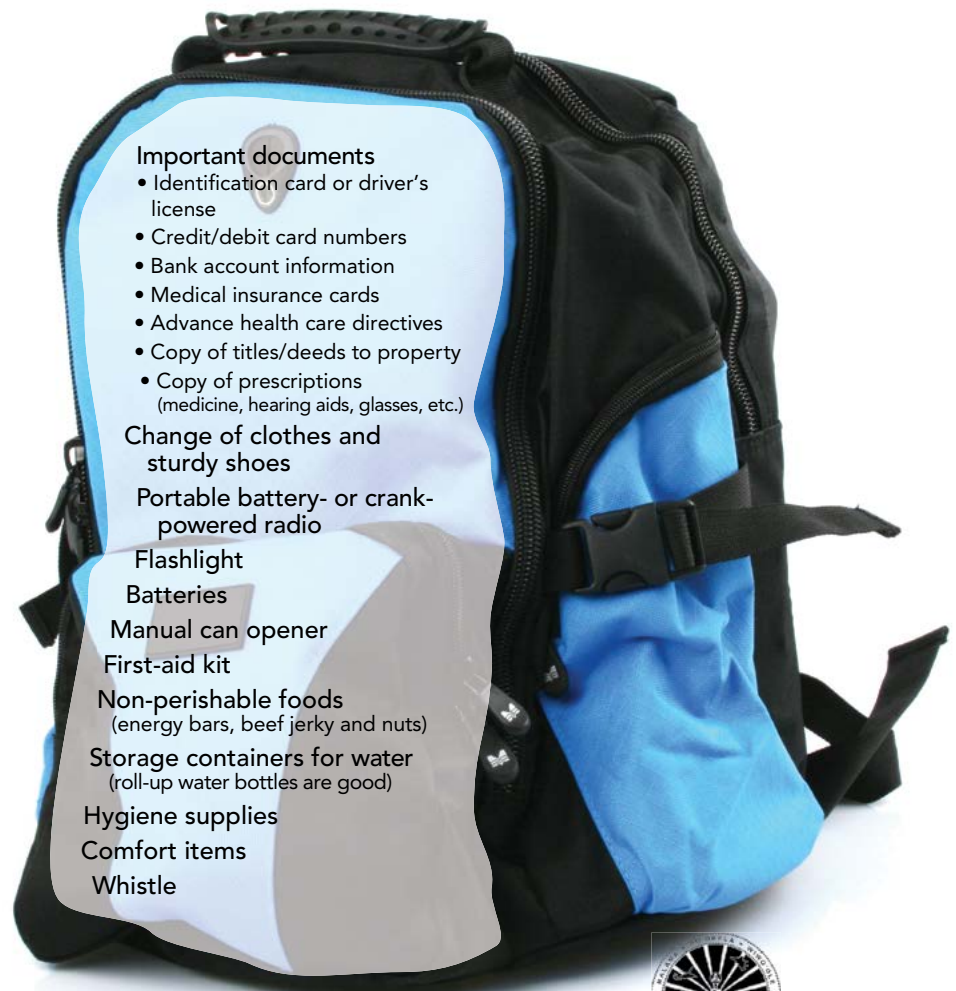 Important documents
• Identification card or driver's
license
• Credit/debit card numbers
• Bank account information
• Medical insurance cards
• Advance health care directives
• Copy of titles/deeds to property
• Copy of prescriptions
(medicine, hearing aids, glasses, etc.)
Change of clothes and
sturdy shoes
Portable battery- or crank-
powered radio
Flashlight
Batteries
Manual can opener
First-aid kit
Non-perishable foods
(energy bars, beef jerky and nuts)
Storage containers for water
(roll-up water bottles are good)
Hygiene supplies
Comfort items
Whistle